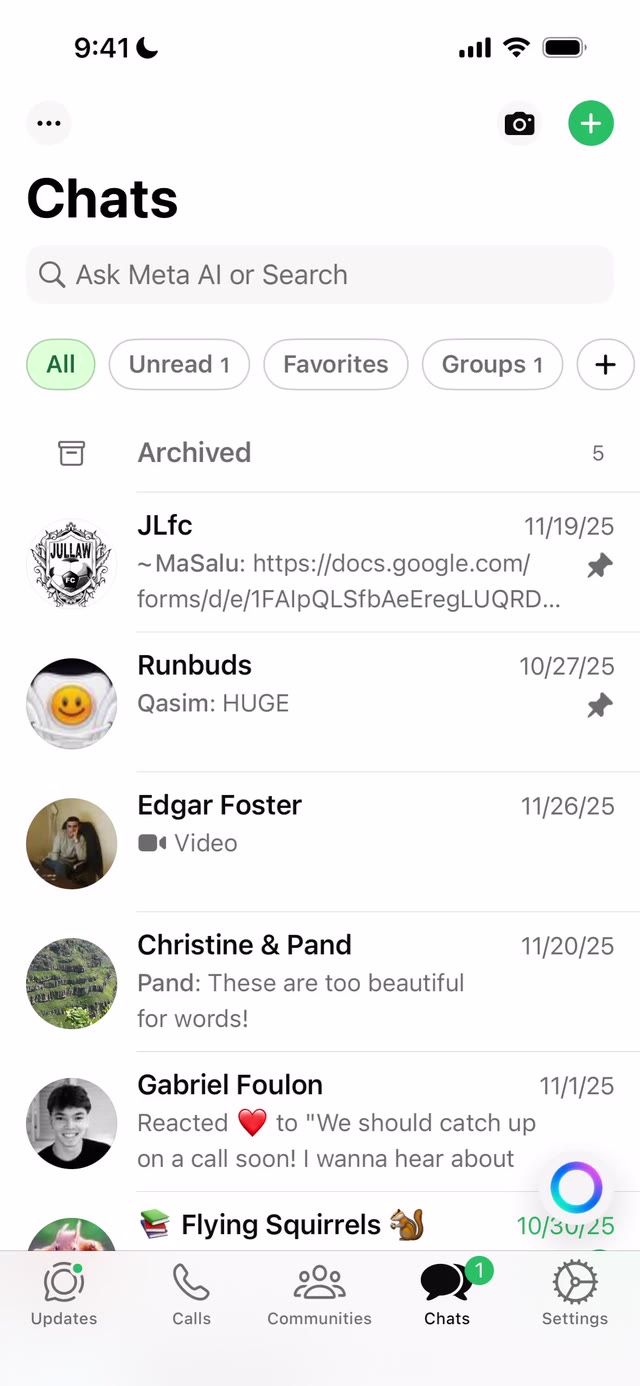 9:41
Chats
Ask Meta AI or Search
All
Unread 1
Favorites
Groups 1
Archived
5
JULLAW
FC
JLfc
11/19/25
~MaSalu: https://docs.google.com/
forms/d/e/1FAIpQLSfbAeEregLUQRD...
Runbuds
10/27/25
Qasim: HUGE
Edgar Foster
11/26/25
Video
Christine & Pand
11/20/25
Pand: These are too beautiful
for words!
Gabriel Foulon
11/1/25
Reacted ❤️ to "We should catch up
on a call soon! I wanna hear about
📚 Flying Squirrels 🐿️
10/30/25
1
Updates
Calls
Communities
Chats
Settings